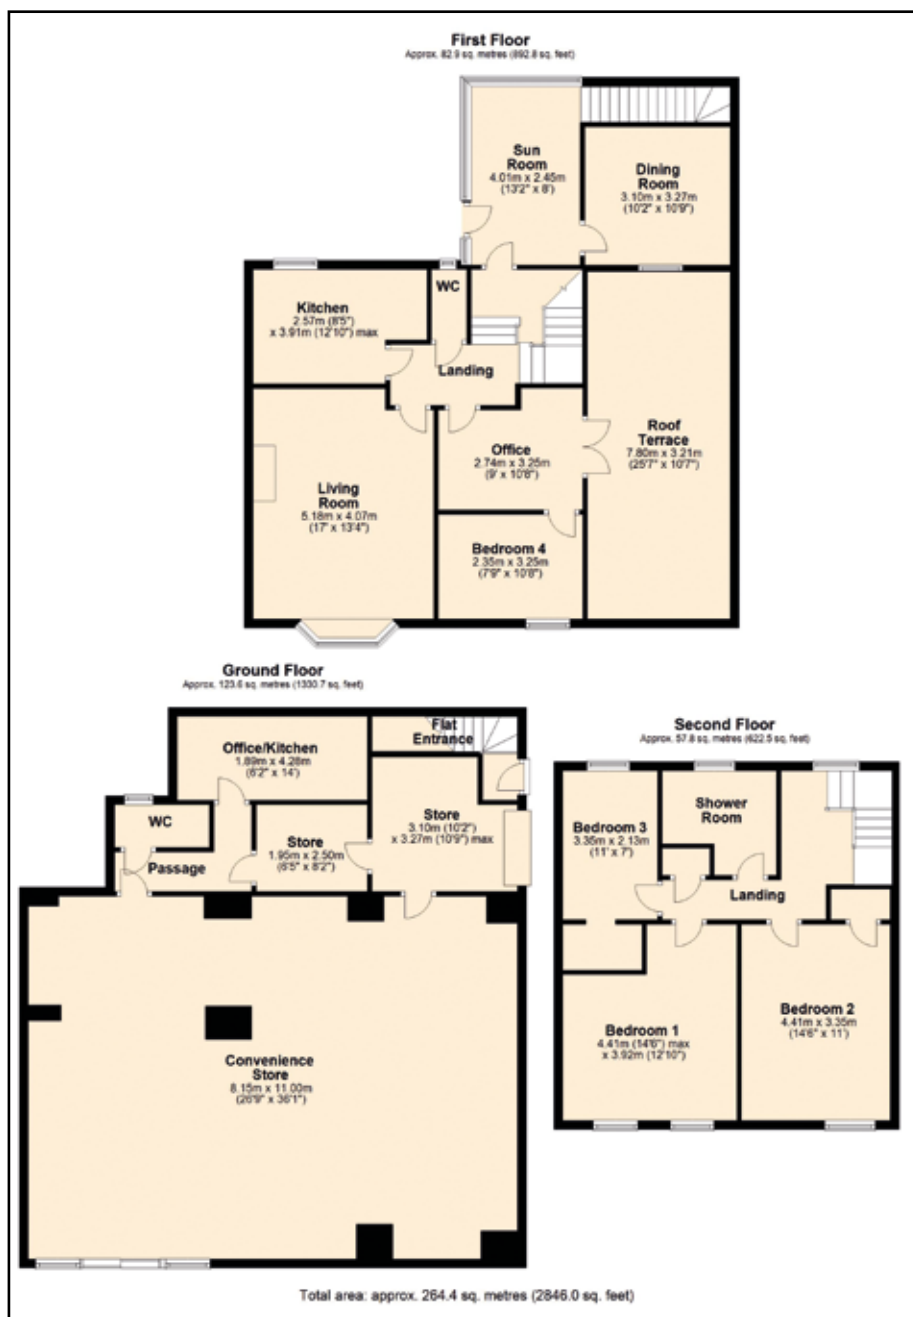 First Floor
Approx. 82.9 sq. metres (892.8 sq. feet)
Sun
Room
4.01m x 2.45m
(13'2" x 8')
Dining
Room
3.10m x 3.27m
(10'2" x 10'9")
WC
Kitchen
2.57m (8'5")
x 3.91m (12'10") max
Landing
Office
2.74m x 3.25m
(9' x 10'8")
Roof
Terrace
7.80m x 3.21m
(25'7" x 10'7")
Living
Room
5.18m x 4.07m
(17' x 13'4")
Bedroom 4
2.35m x 3.25m
(7'9" x 10'8")
Ground Floor
Approx. 123.6 sq. metres (1330.7 sq. feet)
Flat
Entrance
Office/Kitchen
1.89m x 4.28m
(6'2" x 14')
WC
Store
3.10m (10'2")
x 3.27m (10'9") max
Store
1.95m x 2.50m
(6'5" x 8'2")
Passage
Convenience
Store
8.15m x 11.00m
(26'9" x 36'1")
Second Floor
Approx. 57.8 sq. metres (622.5 sq. feet)
Shower
Room
Bedroom 3
3.35m x 2.13m
(11' x 7')
Landing
Bedroom 2
4.41m x 3.35m
(14'6" x 11')
Bedroom 1
4.41m (14'6") max
x 3.92m (12'10")
Total area: approx. 264.4 sq. metres (2846.0 sq. feet)